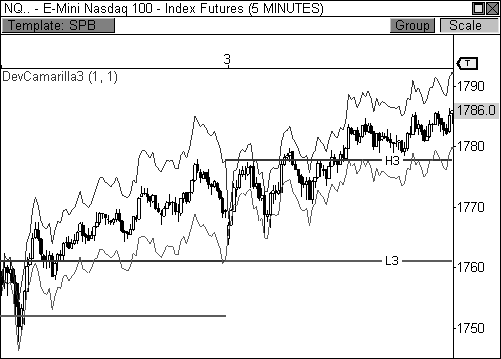 NQ.. - E-Mini Nasdaq 100 - Index Futures (5 MINUTES)
Template: SPB Group Scale
3
T
DevCamarilla3 (1, 1)
1790
1786.0
1780
H3
1770
L3
1760
1750